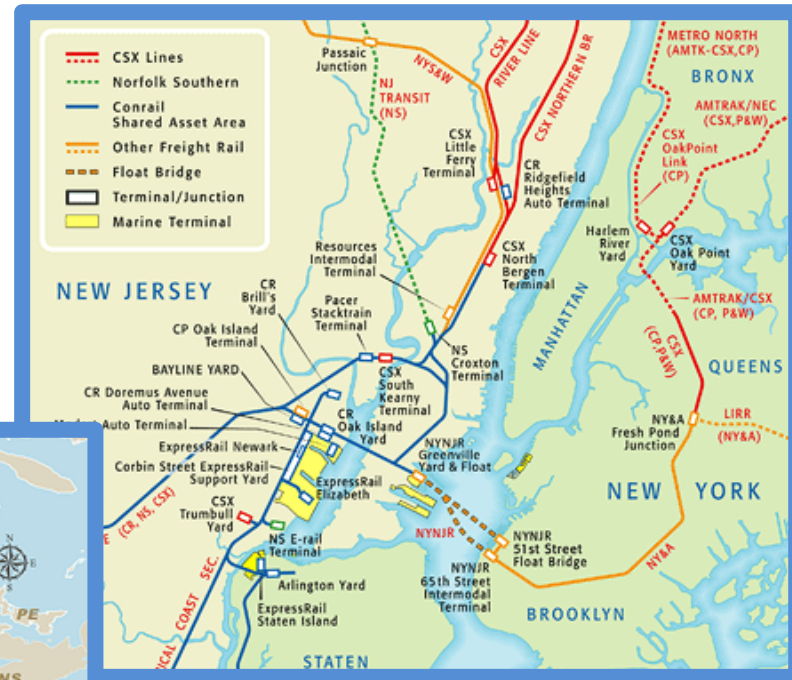 CSX Lines
Norfolk Southern
Conrail
Shared Asset Area
Other Freight Rail
Float Bridge
Terminal/Junction
Marine Terminal
Passaic
Junction
NYS&W
CSX
RIVER LINE
CSX NORTHERN BR
METRO NORTH
(AMTK-CSX,CP)
BRONX
AMTRAK/NEC
(CSX,P&W)
NJ
TRANSIT
(NS)
CSX
Little
Ferry
Terminal
CR
Ridgefield
Heights
Auto Terminal
CSX
OakPoint
Link
(CP)
Harlem
River
Yard
CSX
Oak Point
Yard
Resources
Intermodal
Terminal
CSX
North
Bergen
Terminal
NEW JERSEY
CR
Brill's
Yard
Pacer
Stacktrain
Terminal
MANHATTAN
AMTRAK/CSX
(CP, P&W)
CSX
(CP,P&W)
QUEENS
CP Oak Island
Terminal
NS
Croxton
Terminal
BAYLINE YARD
CSX
South
Kearny
Terminal
CR Doremus Avenue
Auto Terminal
CR
Oak Island
Yard
Auto Terminal
NY&A
Fresh Pond
Junction
LIRR
(NY&A)
ExpressRail Newark
NYNJR
Greenville
Yard & Float
Corbin Street ExpressRail
Support Yard
ExpressRail
Elizabeth
NEW YORK
(CR, NS, CSX)
CSX
Trumbull
Yard
NS E-rail
Terminal
NYNJR
NYNJR
51st Street
Float Bridge
NYNJR
65th Street
Intermodal
Terminal
NY&A
Arlington Yard
ExpressRail
Staten Island
BROOKLYN
COAST SEC.
STATEN
N
E
S
PE
NS